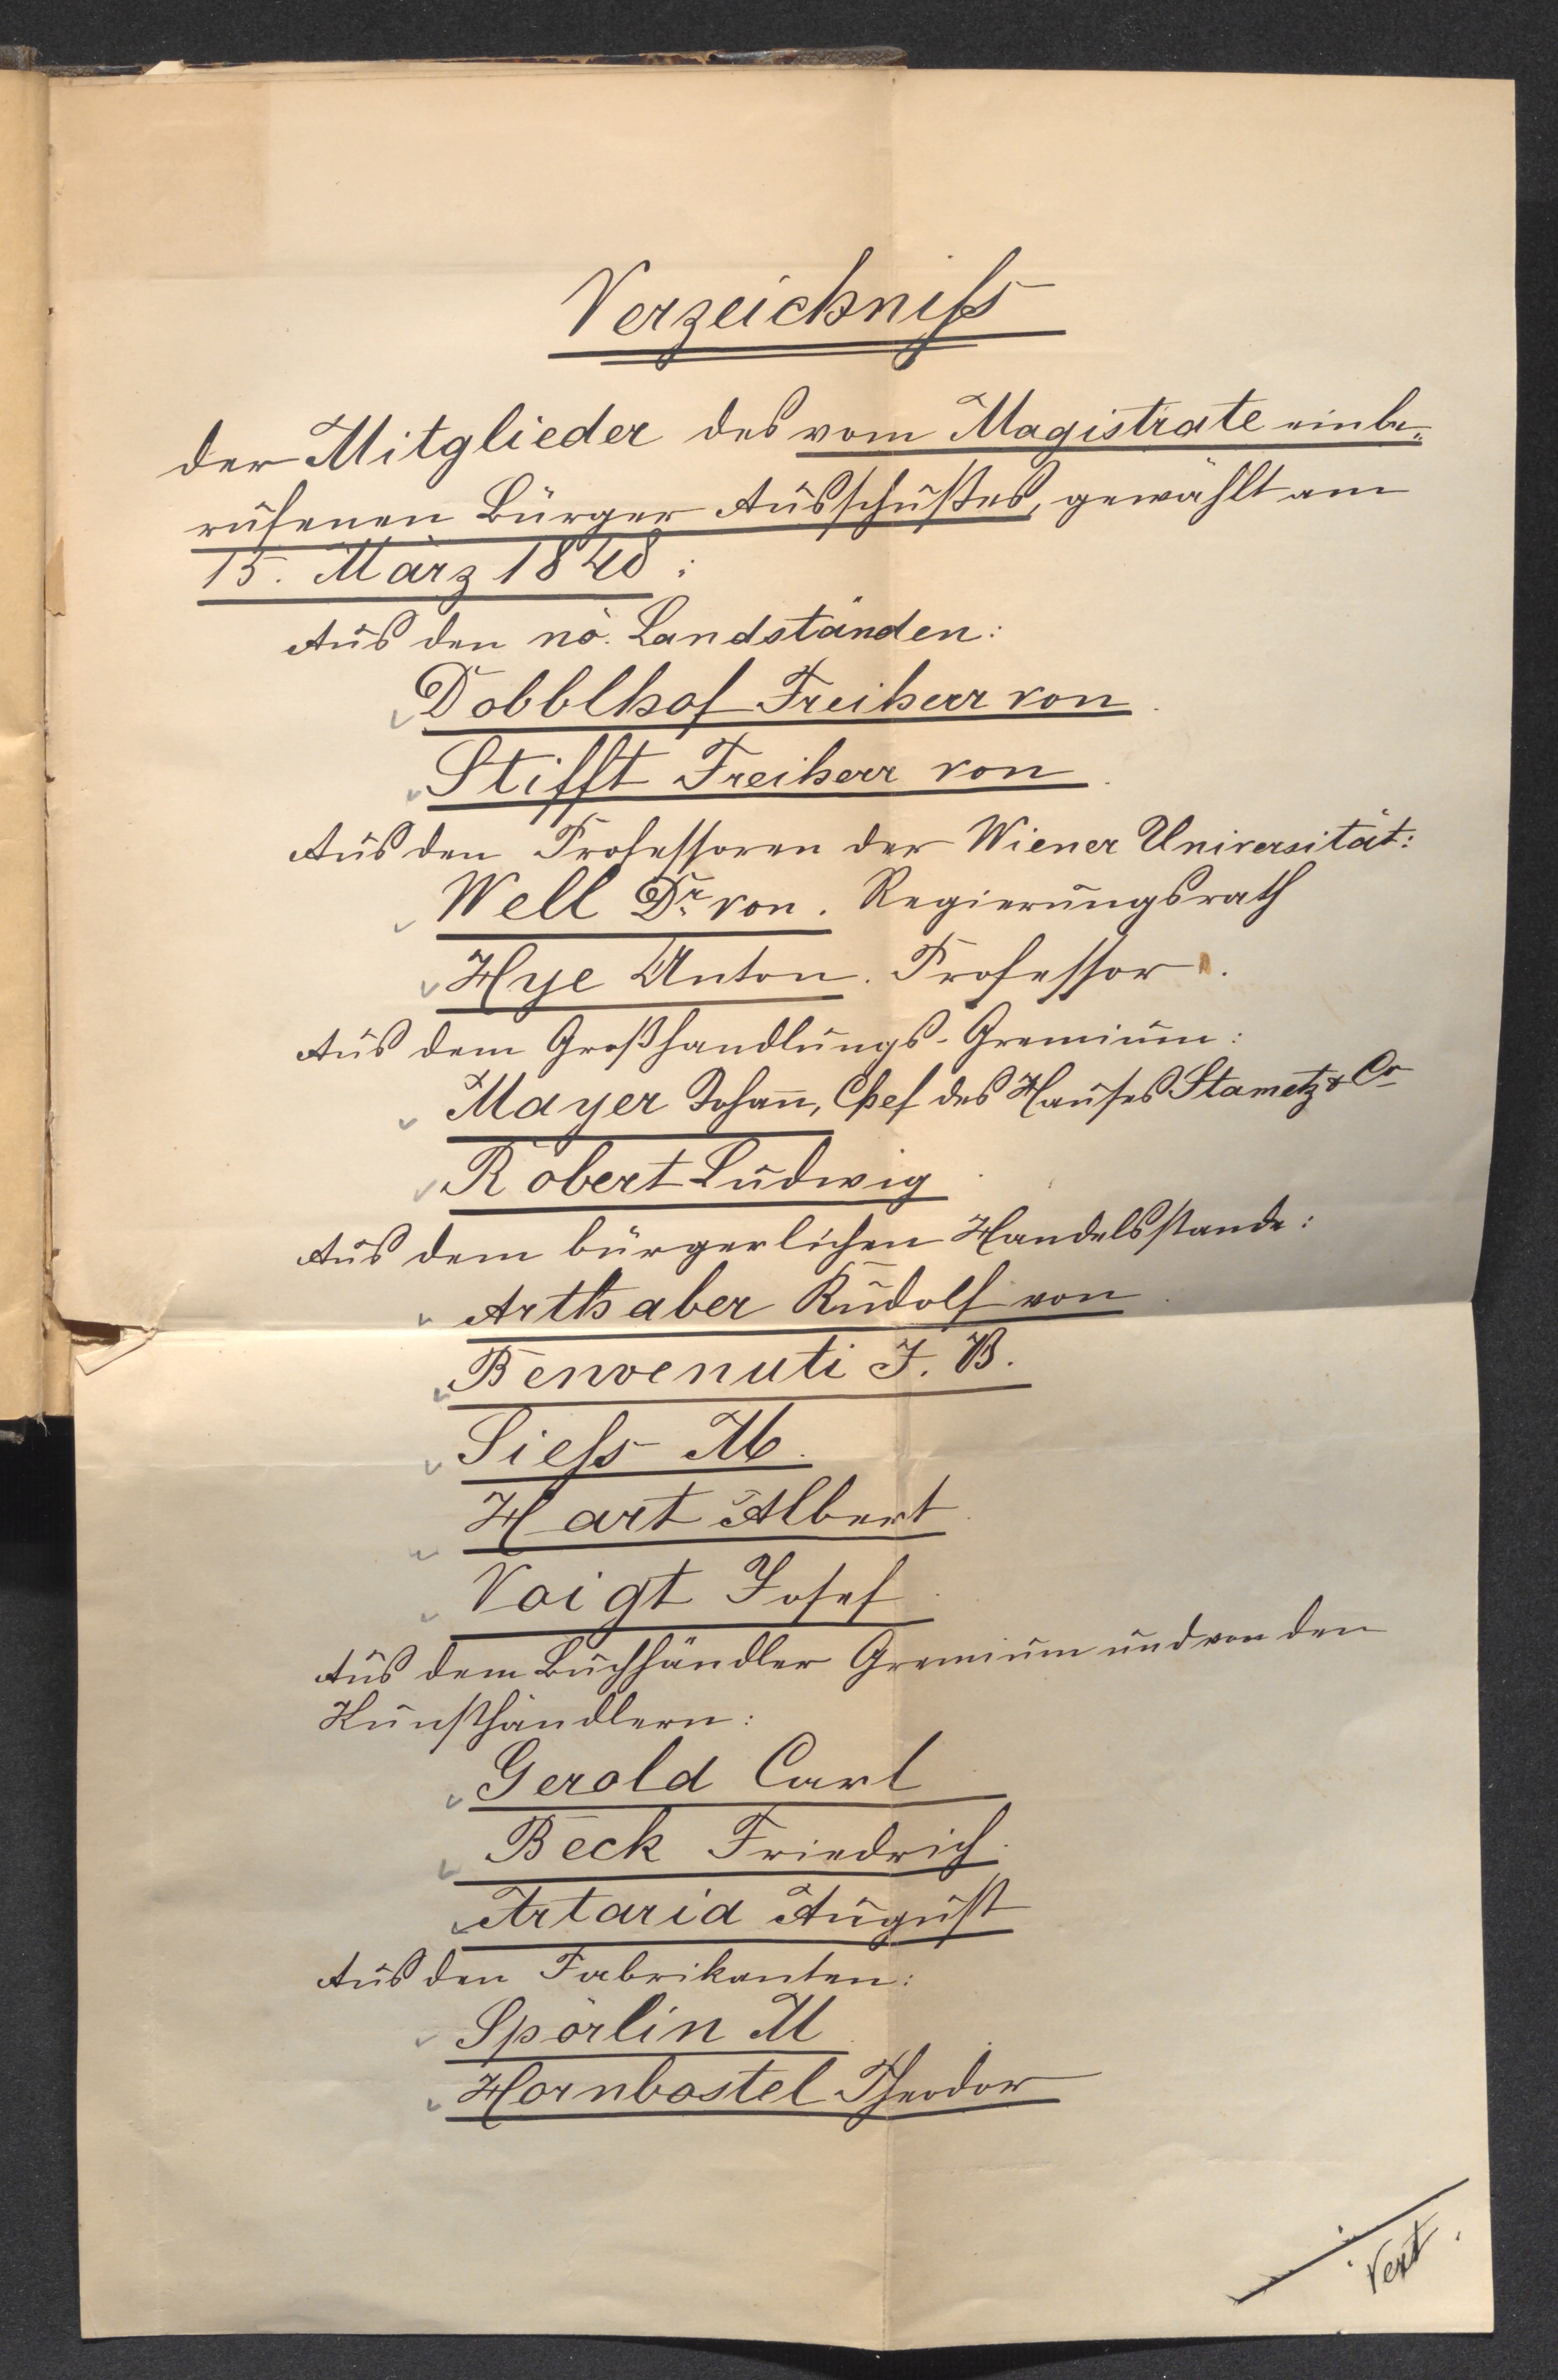 Verzeichniß
der Mitglieder des vom Magistrate einbe„
rufenen Bürger Ausschußes, gewählt am
15. März 1848:
Aus den nö. Landständen:
Dobblhof Freiherr von
Stifft Freiherr von
Aus den Professoren der Wiener Universität:
Well Dr. von. Regierungsrath
Hye Anton. Professor.
Aus dem Großhandlungs-Gremium:
Mayer Johañ, Chef des Hauses Stametz & Co
Robert Ludwig
Aus dem bürgerlichen Handelsstande:
Arthaber Rudolf von
Benvenuti J. B.
Sieß M.
Hart Albert
Voigt Josef
Aus dem Buchhändler Gremium und von den
Kunsthändlern:
Gerold Carl
Beck Friedrich.
Artaria August
Aus den Fabrikanten:
Spörlin M
Hornbostel Theodor
Vert.